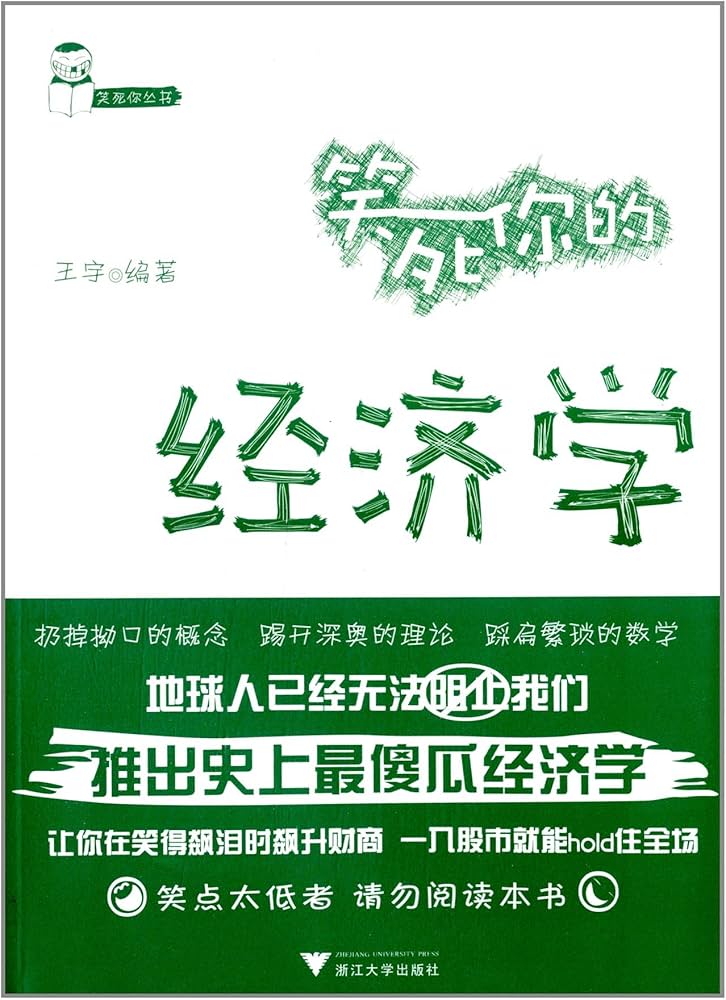 笑死你丛书
笑死你的
王宇◎编著
经济学
扔掉拗口的概念 踢开深奥的理论 踩扁繁琐的数学
地球人已经无法阻止我们
推出史上最傻瓜经济学
让你在笑得飙泪时飙升财商 一入股市就能hold住全场
笑点太低者 请勿阅读本书
ZHEJIANG UNIVERSITY PRESS
浙江大学出版社